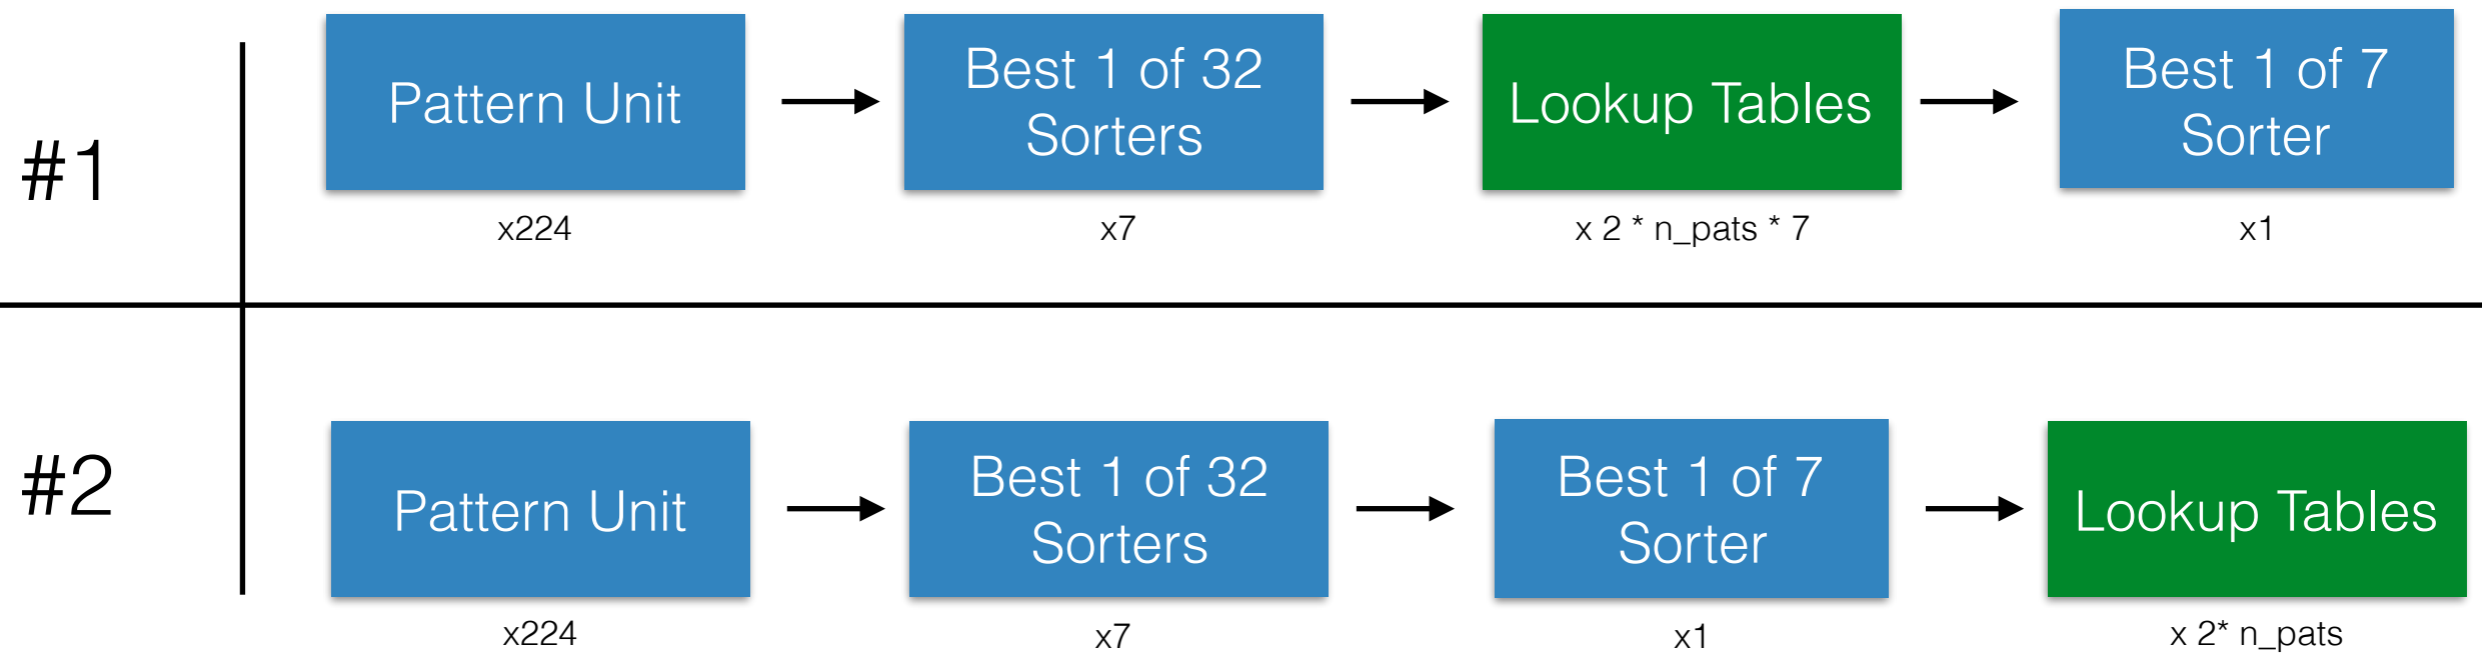 #1
Pattern Unit
x224
Best 1 of 32
Sorters
x7
Lookup Tables
x 2 * n_pats * 7
Best 1 of 7
Sorter
x1
#2
Pattern Unit
x224
Best 1 of 32
Sorters
x7
Best 1 of 7
Sorter
x1
Lookup Tables
x 2* n_pats